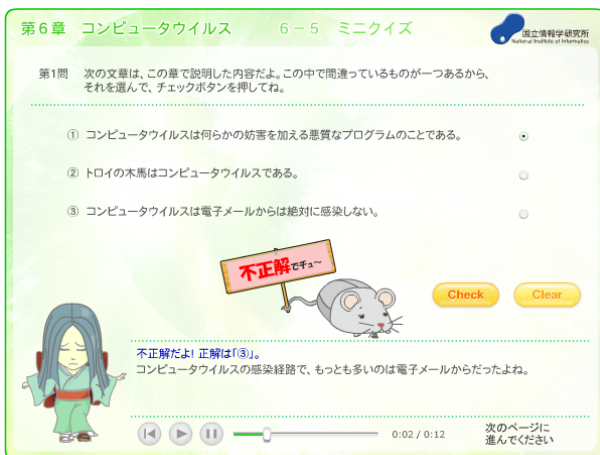 第6章 コンピュータウイルス 6－5 ミニクイズ
国立情報学研究所
National Institute of Informatics
第1問 次の文章は、この章で説明した内容だよ。この中で間違っているものが一つあるから、
それを選んで、チェックボタンを押してね。
① コンピュータウイルスは何らかの妨害を加える悪質なプログラムのことである。
② トロイの木馬はコンピュータウイルスである。
③ コンピュータウイルスは電子メールからは絶対に感染しない。
不正解でチュ～
Check Clear
不正解だよ! 正解は「③」。
コンピュータウイルスの感染経路で、もっとも多いのは電子メールからだったよね。
0:02 / 0:12
次のページに
進んでください